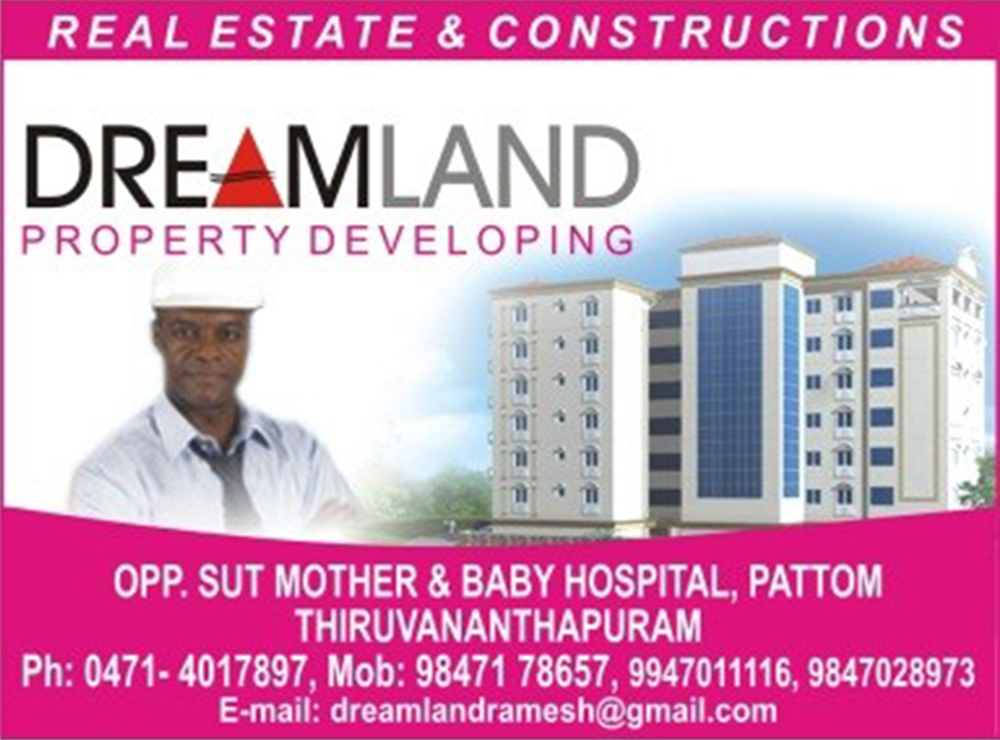 REAL ESTATE & CONSTRUCTIONS
DREAMLAND
PROPERTY DEVELOPING
OPP. SUT MOTHER & BABY HOSPITAL, PATTOM
THIRUVANANTHAPURAM
Ph: 0471- 4017897, Mob: 98471 78657, 9947011116, 9847028973
E-mail: dreamlandramesh@gmail.com